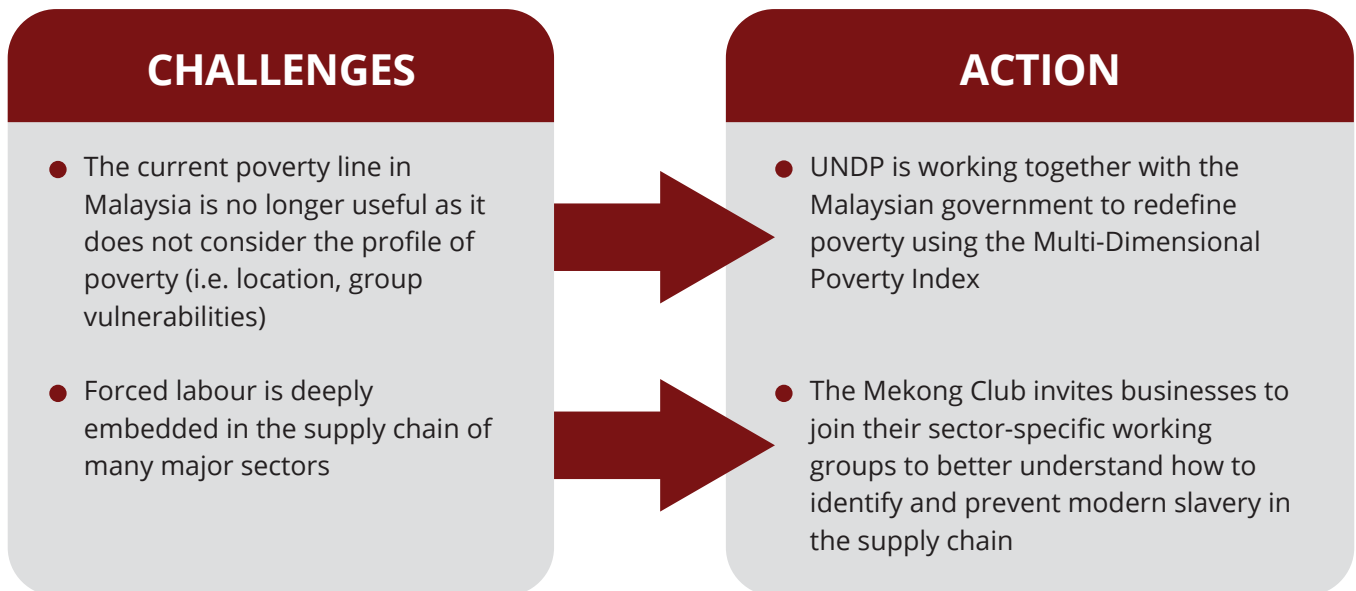 CHALLENGES
● The current poverty line in
Malaysia is no longer useful as it
does not consider the profile of
poverty (i.e. location, group
vulnerabilities)
● Forced labour is deeply
embedded in the supply chain of
many major sectors
ACTION
● UNDP is working together with the
Malaysian government to redefine
poverty using the Multi-Dimensional
Poverty Index
● The Mekong Club invites businesses to
join their sector-specific working
groups to better understand how to
identify and prevent modern slavery in
the supply chain